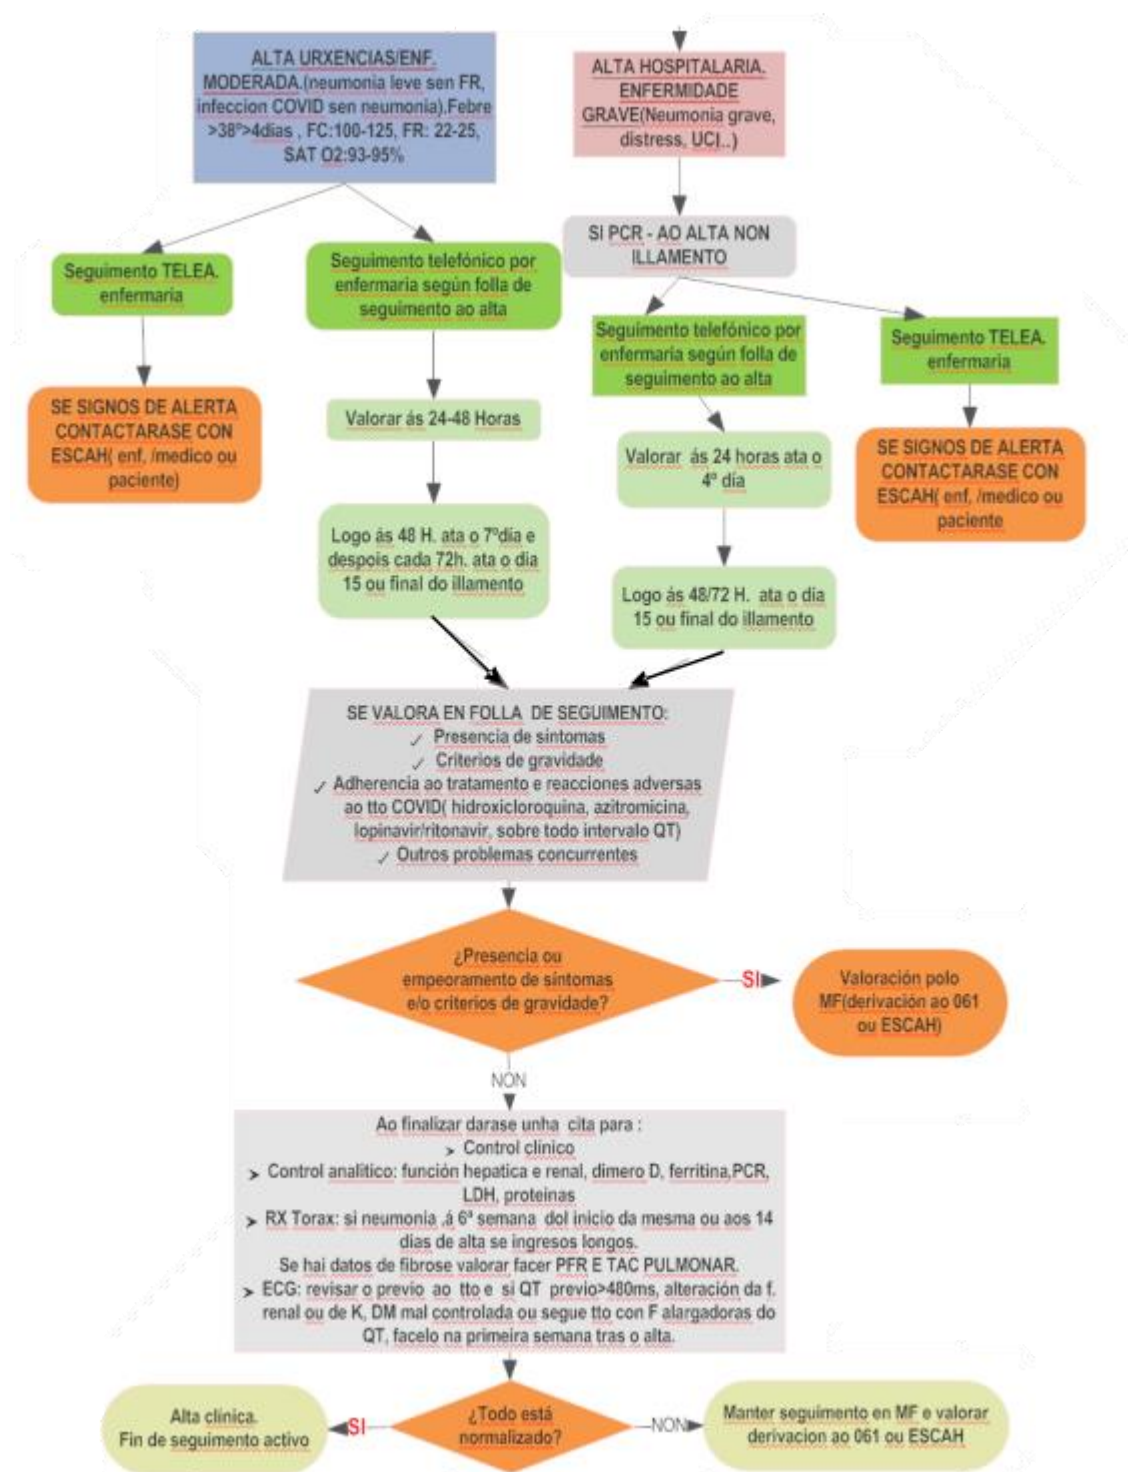 ALTA URXENCIAS/ENF.
MODERADA.(neumonia leve sen FR,
infeccion COVID sen neumonia).Febre
>38º>4dias , FC:100-125, FR: 22-25,
SAT O2:93-95%
ALTA HOSPITALARIA.
ENFERMIDADE
GRAVE(Neumonia grave,
distress, UCI..)
SI PCR - AO ALTA NON
ILLAMENTO
Seguimento TELEA.
enfermaria
Seguimento telefónico por
enfermaria según folla de
seguimento ao alta
Seguimento telefónico por
enfermaria según folla de
seguimento ao alta
Seguimento TELEA.
enfermaria
SE SIGNOS DE ALERTA
CONTACTARASE CON
ESCAH( enf, /medico ou
paciente)
Valorar ás 24-48 Horas
Valorar ás 24 horas ata o
4º día
SE SIGNOS DE ALERTA
CONTACTARASE CON
ESCAH( enf, /medico ou
paciente
Logo ás 48 H. ata o 7ºdia e
despois cada 72h. ata o dia
15 ou final do illamento
Logo ás 48/72 H. ata o dia
15 ou final do illamento
SE VALORA EN FOLLA DE SEGUIMENTO:
✓ Presencia de síntomas
✓ Criterios de gravidade
✓ Adherencia ao tratamento e reacciones adversas
ao tto COVID( hidroxicloroquina, azitromicina,
lopinavir/ritonavir, sobre todo intervalo QT)
✓ Outros problemas concurrentes
¿Presencia ou
empeoramento de síntomas
e/o criterios de gravidade?
SI
Valoración polo
MF(derivación ao 061
ou ESCAH)
NON
Ao finalizar darase unha cita para :
➤ Control clínico
➤ Control analítico: función hepatica e renal, dimero D, ferritina,PCR,
LDH, proteinas
➤ RX Torax: si neumonia ,á 6ª semana dol inicio da mesma ou aos 14
dias de alta se ingresos longos.
Se hai datos de fibrose valorar facer PFR E TAC PULMONAR.
➤ ECG: revisar o previo ao tto e si QT previo>480ms, alteración da f.
renal ou de K, DM mal controlada ou segue tto con F alargadoras do
QT, facelo na primeira semana tras o alta.
Alta clínica.
Fin de seguimento activo
SI
¿Todo está
normalizado?
NON
Manter seguimento en MF e valorar
derivacion ao 061 ou ESCAH